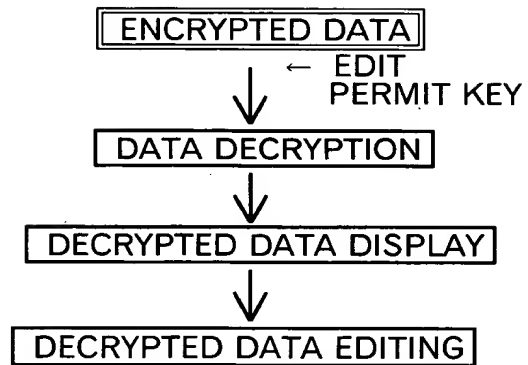 ENCRYPTED DATA
← EDIT
PERMIT KEY
DATA DECRYPTION
DECRYPTED DATA DISPLAY
DECRYPTED DATA EDITING